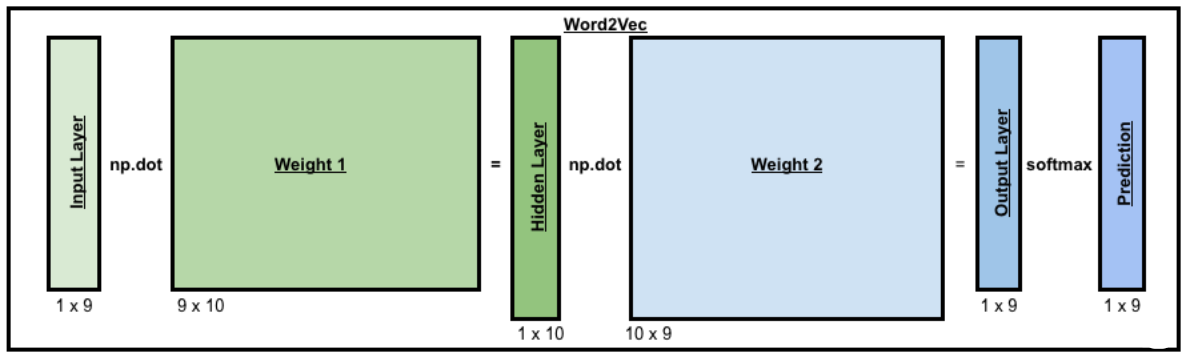 Word2Vec
Input Layer
np.dot
Weight 1
=
Hidden Layer
np.dot
Weight 2
=
Output Layer
softmax
Prediction
1 x 9
9 x 10
1 x 10
10 x 9
1 x 9
1 x 9